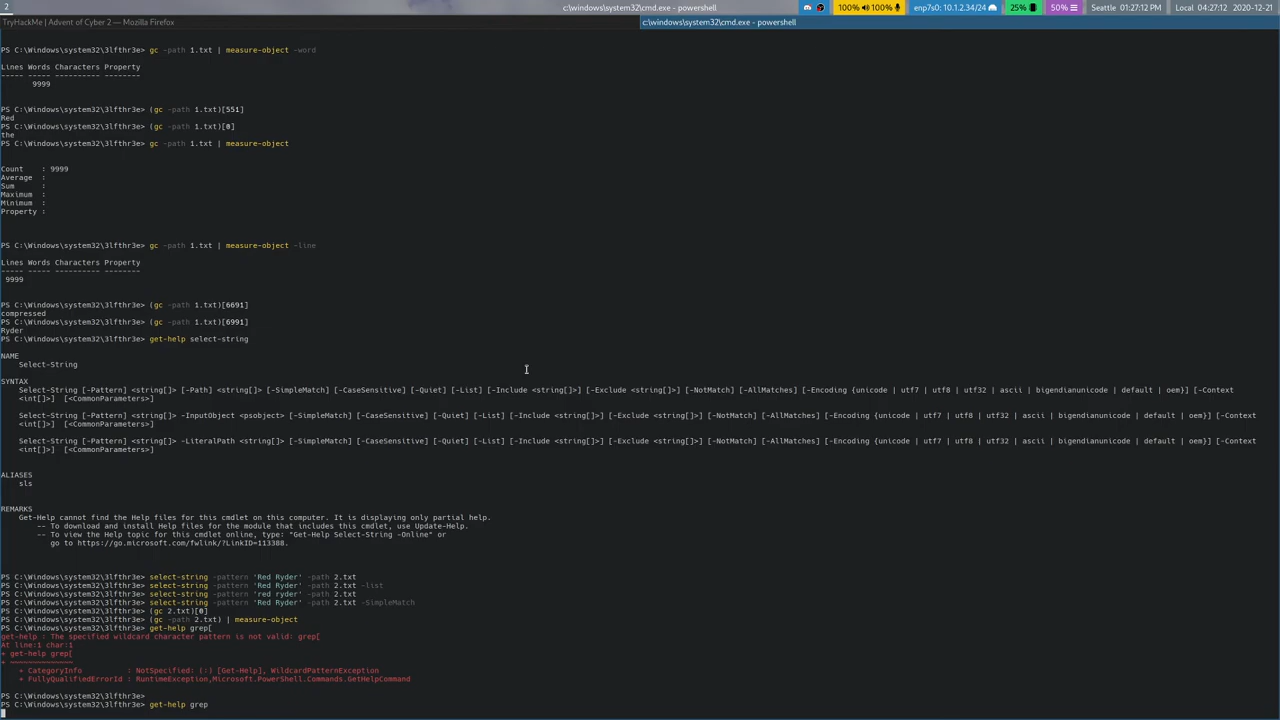 2 c:\windows\system32\cmd.exe - powershell 100% 100% enp7s0: 10.1.2.34/24 25% 50% Seattle 01:27:12 PM Local 04:27:12 2020-12-21
TryHackMe | Advent of Cyber 2 — Mozilla Firefox c:\windows\system32\cmd.exe - powershell
PS C:\Windows\system32\3lfthr3e> gc -path 1.txt | measure-object -word
Lines Words Characters Property
----- ----- ---------- --------
9999
PS C:\Windows\system32\3lfthr3e> (gc -path 1.txt)[551]
Red
PS C:\Windows\system32\3lfthr3e> (gc -path 1.txt)[0]
the
PS C:\Windows\system32\3lfthr3e> gc -path 1.txt | measure-object
Count : 9999
Average :
Sum :
Maximum :
Minimum :
Property :
PS C:\Windows\system32\3lfthr3e> gc -path 1.txt | measure-object -line
Lines Words Characters Property
----- ----- ---------- --------
9999
PS C:\Windows\system32\3lfthr3e> (gc -path 1.txt)[6691]
compressed
PS C:\Windows\system32\3lfthr3e> (gc -path 1.txt)[6991]
Ryder
PS C:\Windows\system32\3lfthr3e> get-help select-string
NAME
Select-String
SYNTAX
Select-String [-Pattern] <string[]> [-Path] <string[]> [-SimpleMatch] [-CaseSensitive] [-Quiet] [-List] [-Include <string[]>] [-Exclude <string[]>] [-NotMatch] [-AllMatches] [-Encoding {unicode | utf7 | utf8 | utf32 | ascii | bigendianunicode | default | oem}] [-Context
<int[]>] [<CommonParameters>]
Select-String [-Pattern] <string[]> -InputObject <psobject> [-SimpleMatch] [-CaseSensitive] [-Quiet] [-List] [-Include <string[]>] [-Exclude <string[]>] [-NotMatch] [-AllMatches] [-Encoding {unicode | utf7 | utf8 | utf32 | ascii | bigendianunicode | default | oem}] [-Context
<int[]>] [<CommonParameters>]
Select-String [-Pattern] <string[]> -LiteralPath <string[]> [-SimpleMatch] [-CaseSensitive] [-Quiet] [-List] [-Include <string[]>] [-Exclude <string[]>] [-NotMatch] [-AllMatches] [-Encoding {unicode | utf7 | utf8 | utf32 | ascii | bigendianunicode | default | oem}] [-Context
<int[]>] [<CommonParameters>]
ALIASES
sls
REMARKS
Get-Help cannot find the Help files for this cmdlet on this computer. It is displaying only partial help.
-- To download and install Help files for the module that includes this cmdlet, use Update-Help.
-- To view the Help topic for this cmdlet online, type: "Get-Help Select-String -Online" or
go to https://go.microsoft.com/fwlink/?LinkID=113388.
PS C:\Windows\system32\3lfthr3e> select-string -pattern 'Red Ryder' -path 2.txt
PS C:\Windows\system32\3lfthr3e> select-string -pattern 'Red Ryder' -path 2.txt -list
PS C:\Windows\system32\3lfthr3e> select-string -pattern 'red ryder' -path 2.txt
PS C:\Windows\system32\3lfthr3e> select-string -pattern 'Red Ryder' -path 2.txt -SimpleMatch
PS C:\Windows\system32\3lfthr3e> (gc 2.txt)[0]
PS C:\Windows\system32\3lfthr3e> (gc -path 2.txt) | measure-object
PS C:\Windows\system32\3lfthr3e> get-help grep[
get-help : The specified wildcard character pattern is not valid: grep[
At line:1 char:1
+ get-help grep[
+ ~~~~~~~~~~~~~~
+ CategoryInfo : NotSpecified: (:) [Get-Help], WildcardPatternException
+ FullyQualifiedErrorId : RuntimeException,Microsoft.PowerShell.Commands.GetHelpCommand
PS C:\Windows\system32\3lfthr3e>
PS C:\Windows\system32\3lfthr3e> get-help grep